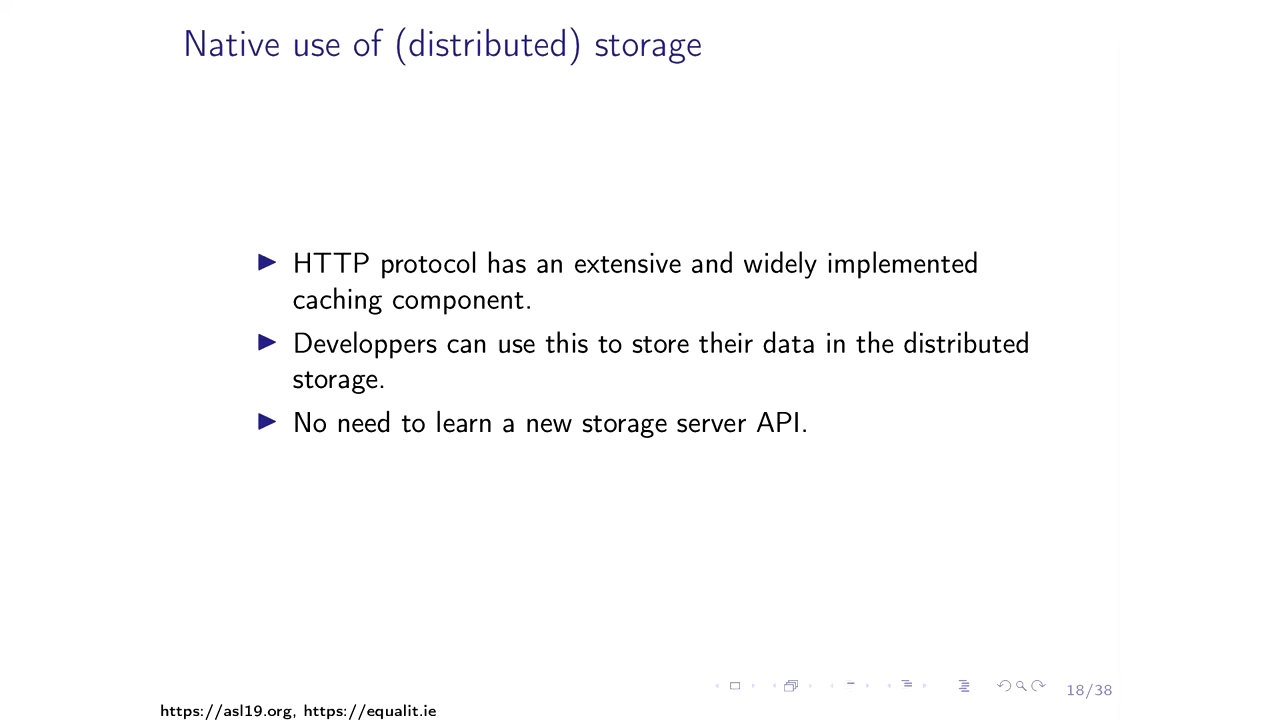 Native use of (distributed) storage
HTTP protocol has an extensive and widely implemented
caching component.
Developpers can use this to store their data in the distributed
storage.
No need to learn a new storage server API.
18/38
https://asl19.org, https://equalit.ie